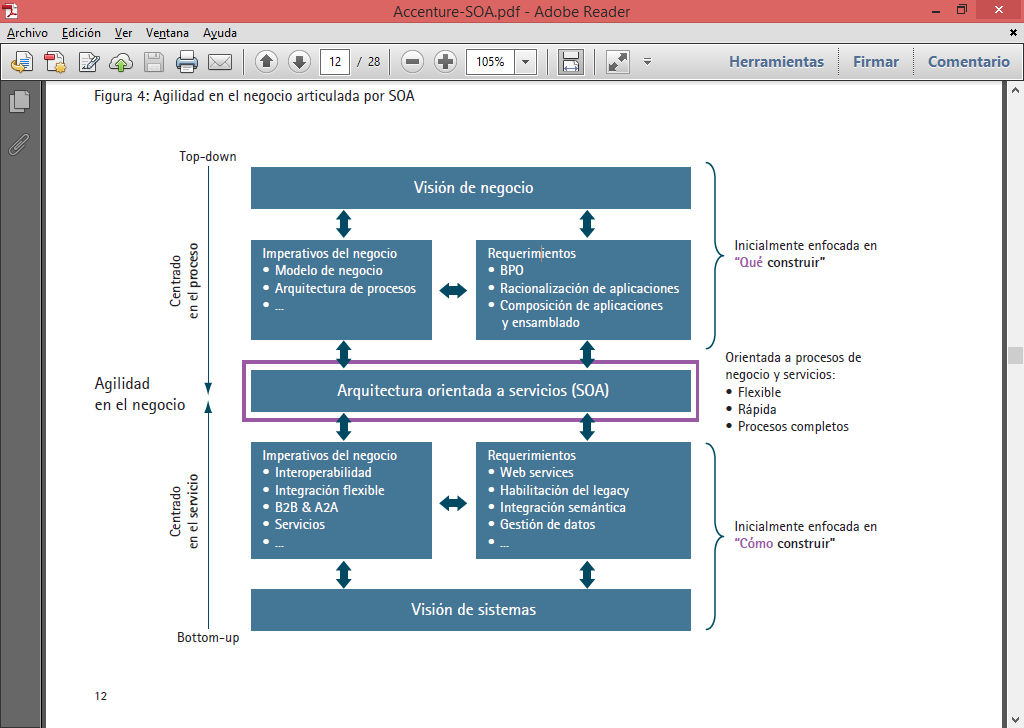 Accenture-SOA.pdf - Adobe Reader
Archivo Edición Ver Ventana Ayuda
12 / 28 105% Herramientas Firmar Comentario
Figura 4: Agilidad en el negocio articulada por SOA
Top-down
Visión de negocio
Centrado
en el proceso
Imperativos del negocio
• Modelo de negocio
• Arquitectura de procesos
• ...
Requerimientos
• BPO
• Racionalización de aplicaciones
• Composición de aplicaciones
y ensamblado
Inicialmente enfocada en
“Qué construir”
Agilidad
en el negocio
Arquitectura orientada a servicios (SOA)
Orientada a procesos de
negocio y servicios:
• Flexible
• Rápida
• Procesos completos
Centrado
en el servicio
Imperativos del negocio
• Interoperabilidad
• Integración flexible
• B2B & A2A
• Servicios
• ...
Requerimientos
• Web services
• Habilitación del legacy
• Integración semántica
• Gestión de datos
• ...
Inicialmente enfocada en
“Cómo construir”
Visión de sistemas
Bottom-up
12